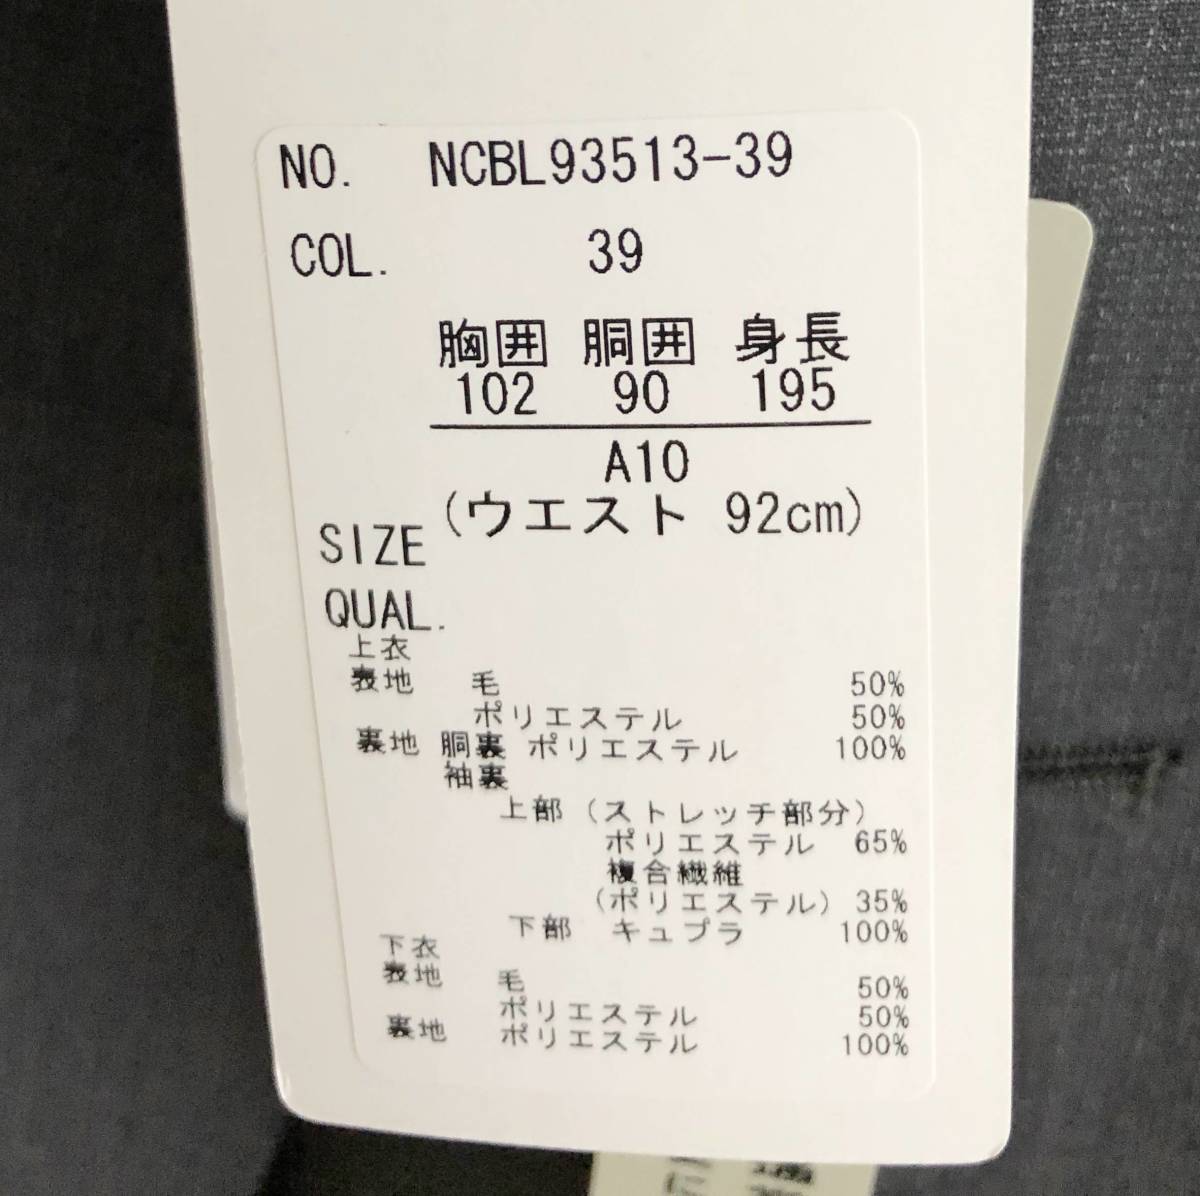 NO. NCBL93513-39
COL. 39
胸囲 胴囲 身長
102 90 195
A10
(ウエスト 92cm)
SIZE
QUAL.
上衣
表地 毛 50%
ポリエステル 50%
裏地 胴裏 ポリエステル 100%
袖裏
上部(ストレッチ部分)
ポリエステル 65%
複合繊維
(ポリエステル) 35%
下部 キュプラ 100%
下衣
表地 毛 50%
ポリエステル 50%
裏地 ポリエステル 100%